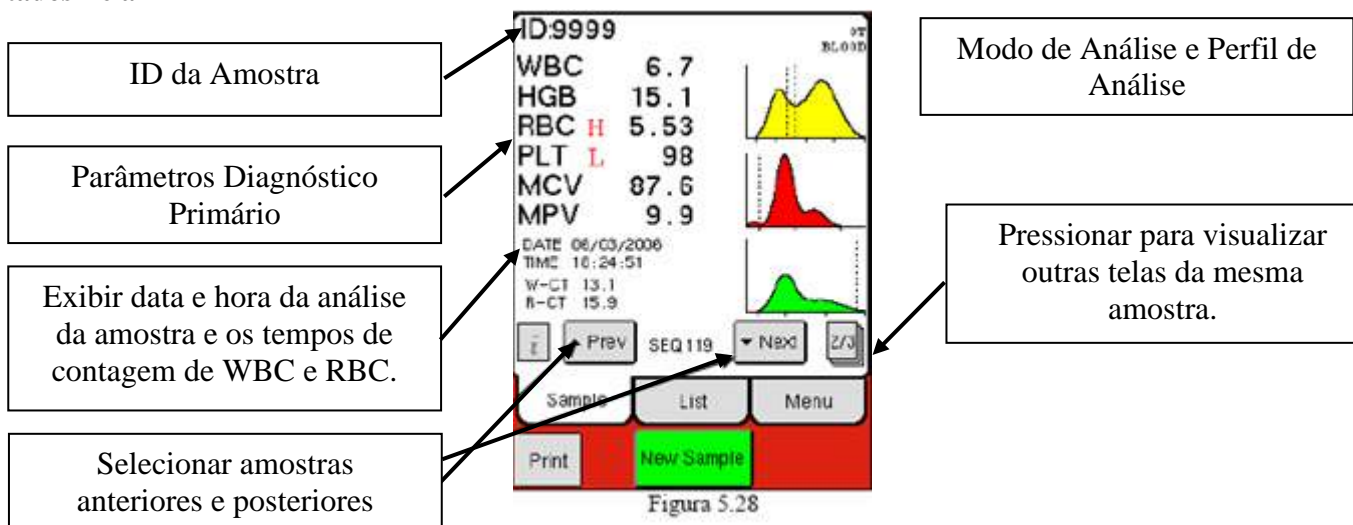 ID da Amostra
Parâmetros Diagnóstico
Primário
Exibir data e hora da análise
da amostra e os tempos de
contagem de WBC e RBC.
Selecionar amostras
anteriores e posteriores
ID:9999
OT
BLOOD
WBC 6.7
HGB 15.1
RBC H 5.53
PLT L 98
MCV 87.6
MPV 9.9
DATE 06/03/2006
TIME 16:24:51
W-CT 13.1
R-CT 15.9
Prev SEQ 119 Next 2/3
Sample List Menu
Print New Sample
Figura 5.28
Modo de Análise e Perfil de
Análise
Pressionar para visualizar
outras telas da mesma
amostra.